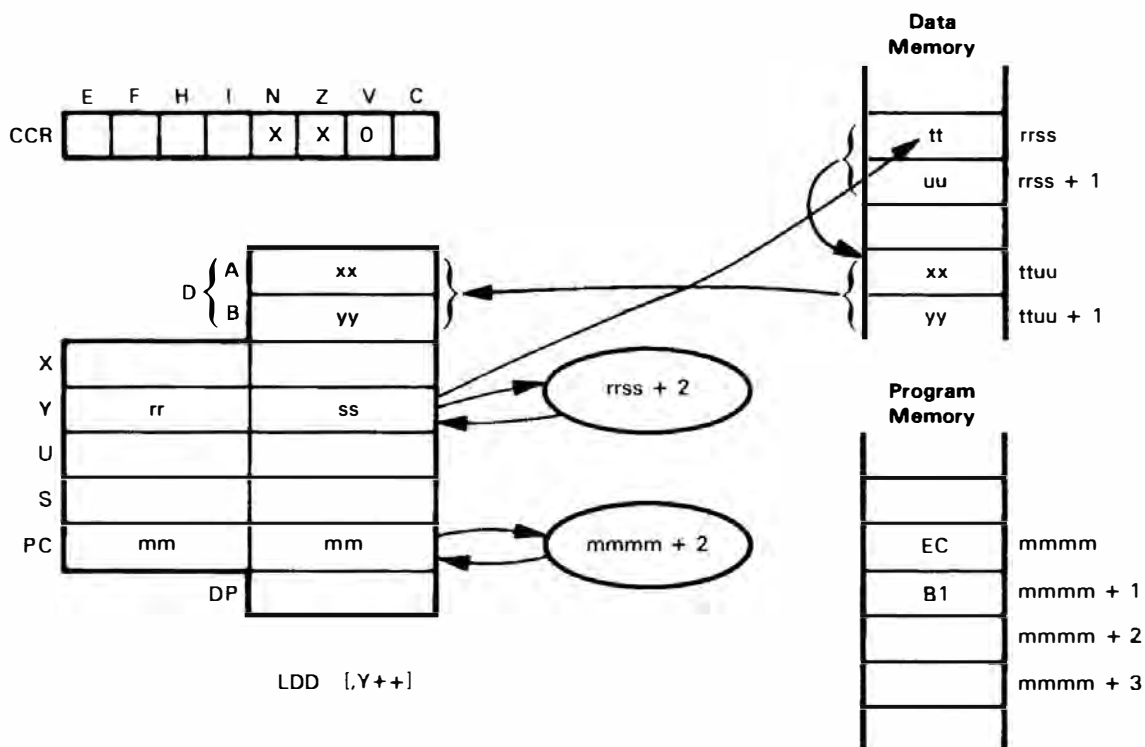 Data
Memory
E F H I N Z V C
CCR X X 0
tt rrss
uu rrss + 1
xx ttuu
yy ttuu + 1
D A xx
B yy
X
Y rr ss
rrss + 2
U
S
PC mm mm
mmmm + 2
DP
LDD [,Y++]
Program
Memory
EC mmmm
B1 mmmm + 1
mmmm + 2
mmmm + 3